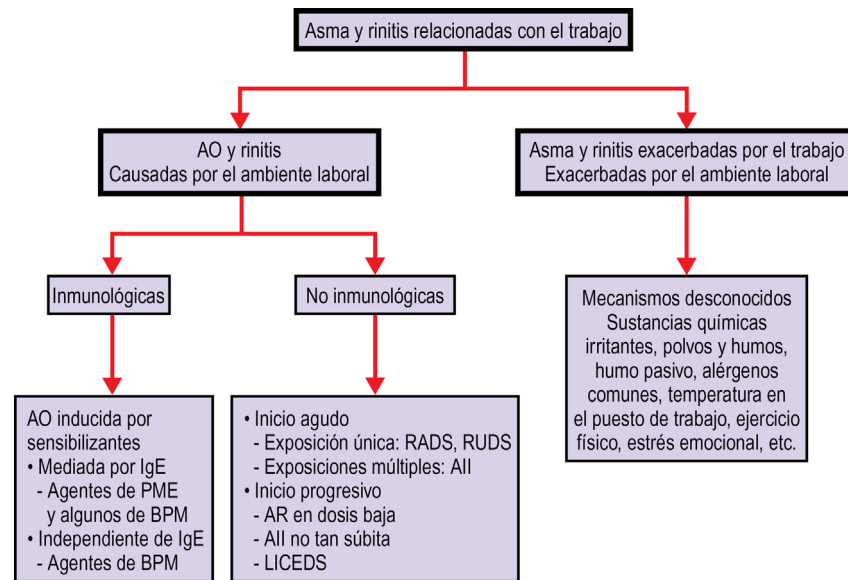 Asma y rinitis relacionadas con el trabajo
AO y rinitis
Causadas por el ambiente laboral
Asma y rinitis exacerbadas por el trabajo
Exacerbadas por el ambiente laboral
Inmunológicas
No inmunológicas
Mecanismos desconocidos
Sustancias químicas
irritantes, polvos y humos,
humo pasivo, alérgenos
comunes, temperatura en
el puesto de trabajo, ejercicio
físico, estrés emocional, etc.
AO inducida por
sensibilizantes
• Mediada por IgE
- Agentes de PME
y algunos de BPM
• Independiente de IgE
- Agentes de BPM
• Inicio agudo
- Exposición única: RADS, RUDS
- Exposiciones múltiples: AII
• Inicio progresivo
- AR en dosis baja
- AII no tan súbita
- LICEDS